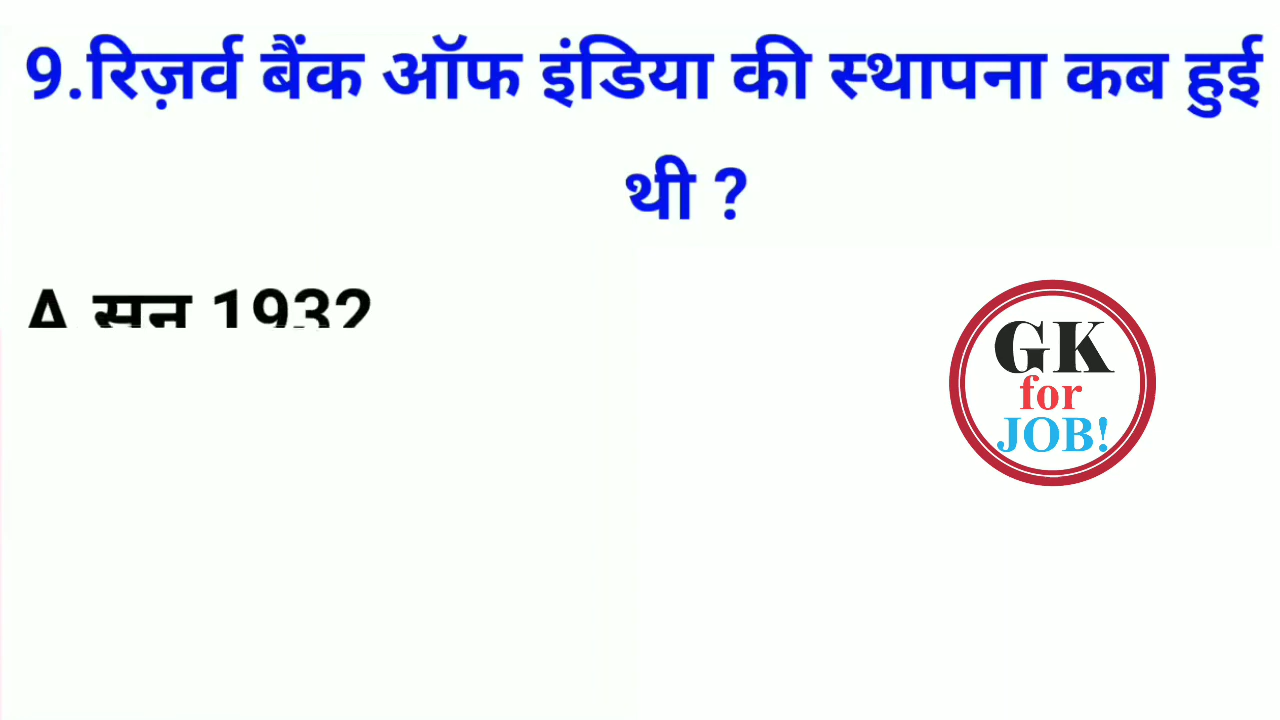 9.रिज़र्व बैंक ऑफ इंडिया की स्थापना कब हुई
थी ?
A सन 1932
GK
for
JOB!